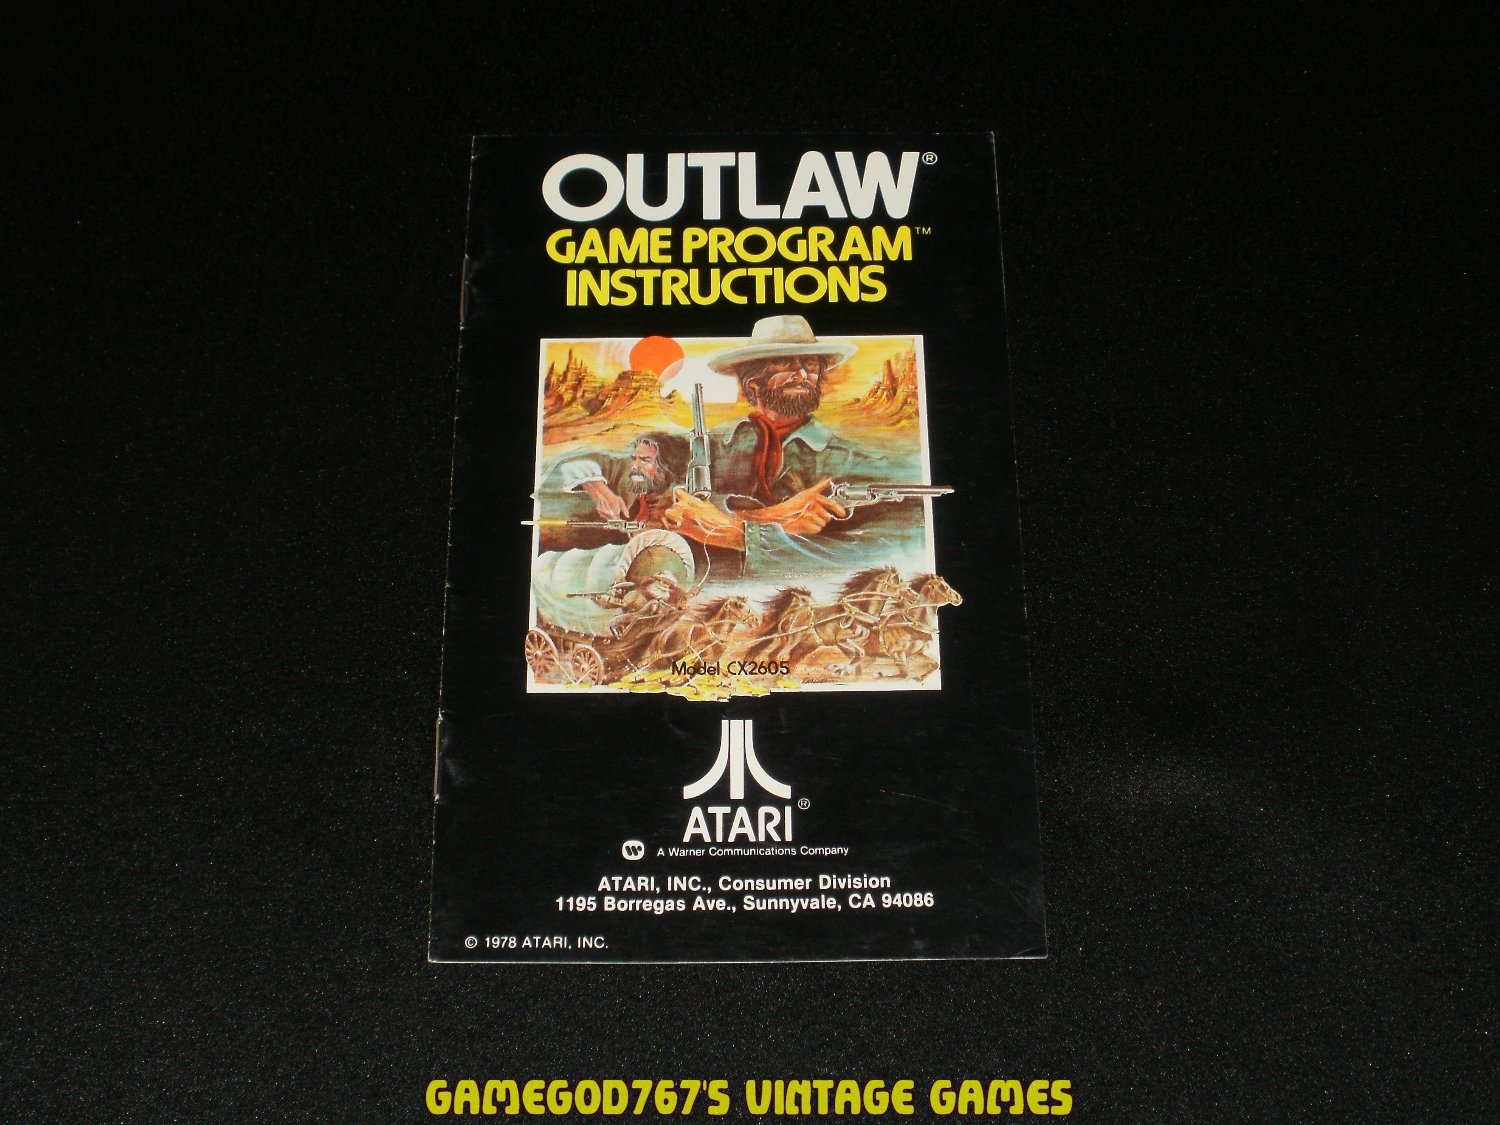 OUTLAW®
GAME PROGRAM™
INSTRUCTIONS
Model CX2605
ATARI®
A Warner Communications Company
ATARI, INC., Consumer Division
1195 Borregas Ave., Sunnyvale, CA 94086
© 1978 ATARI, INC.
GAMEGOD767'S VINTAGE GAMES